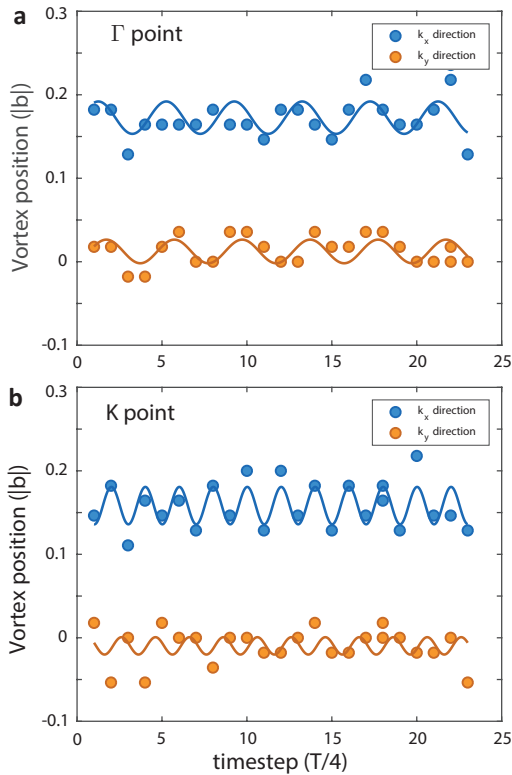 a
Γ point
k_x direction
k_y direction
Vortex position (|b|)
0.3
0.2
0.1
0
-0.1
0
5
10
15
20
25
b
K point
k_x direction
k_y direction
Vortex position (|b|)
0.3
0.2
0.1
0
-0.1
0
5
10
15
20
25
timestep (T/4)